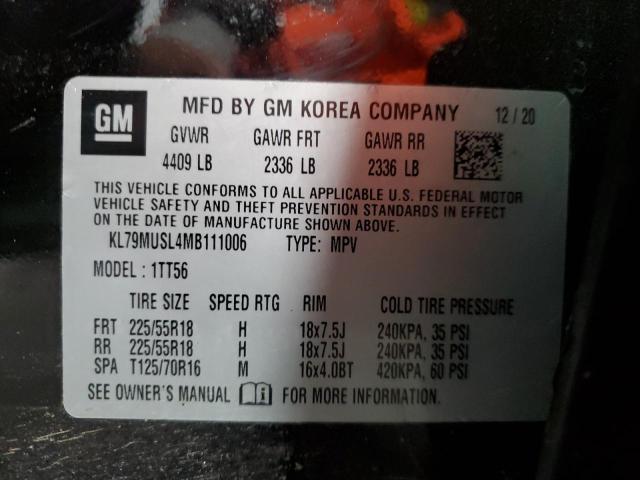 GM MFD BY GM KOREA COMPANY 12/20
GVWR GAWR FRT GAWR RR
4409 LB 2336 LB 2336 LB
THIS VEHICLE CONFORMS TO ALL APPLICABLE U.S. FEDERAL MOTOR
VEHICLE SAFETY AND THEFT PREVENTION STANDARDS IN EFFECT
ON THE DATE OF MANUFACTURE SHOWN ABOVE.
KL79MUSL4MB111006 TYPE: MPV
MODEL : 1TT56
TIRE SIZE SPEED RTG RIM COLD TIRE PRESSURE
FRT 225/55R18 H 18x7.5J 240KPA, 35 PSI
RR 225/55R18 H 18x7.5J 240KPA, 35 PSI
SPA T125/70R16 M 16x4.0BT 420KPA, 60 PSI
SEE OWNER'S MANUAL FOR MORE INFORMATION.